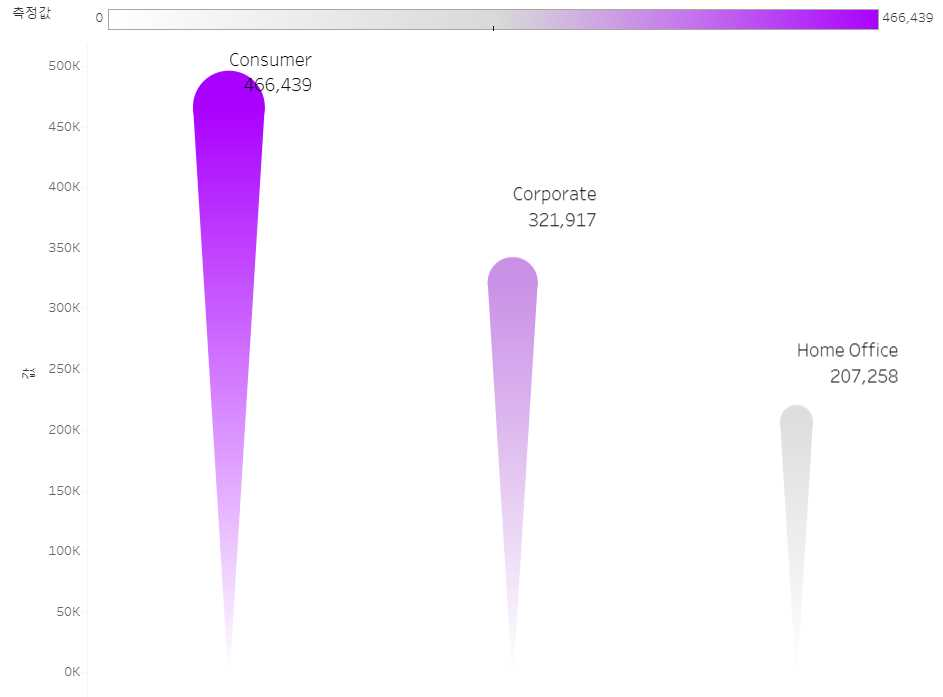 측정값
0
466,439
500K
450K
400K
350K
300K
250K
200K
150K
100K
50K
0K
값
Consumer
466,439
Corporate
321,917
Home Office
207,258